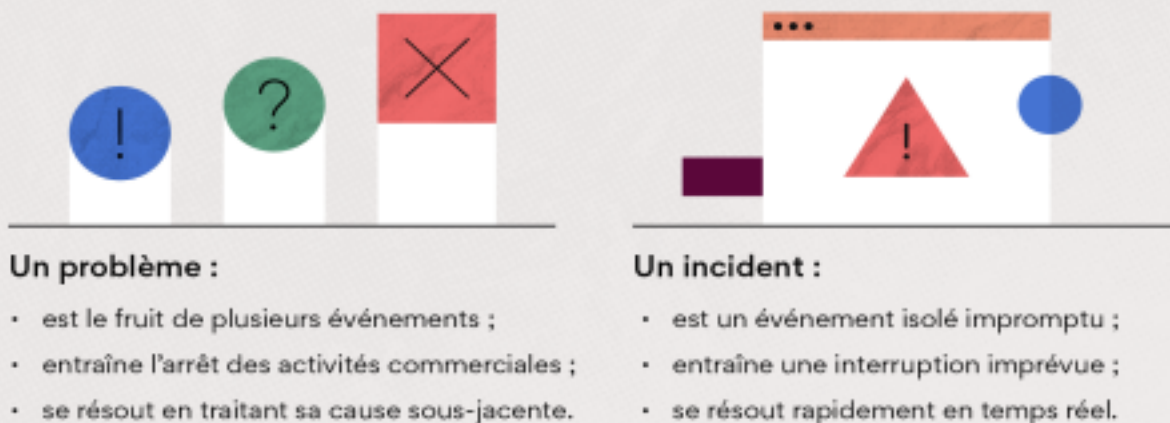 Un problème :
· est le fruit de plusieurs événements ;
· entraîne l'arrêt des activités commerciales ;
· se résout en traitant sa cause sous-jacente.
Un incident :
· est un événement isolé impromptu ;
· entraîne une interruption imprévue ;
· se résout rapidement en temps réel.